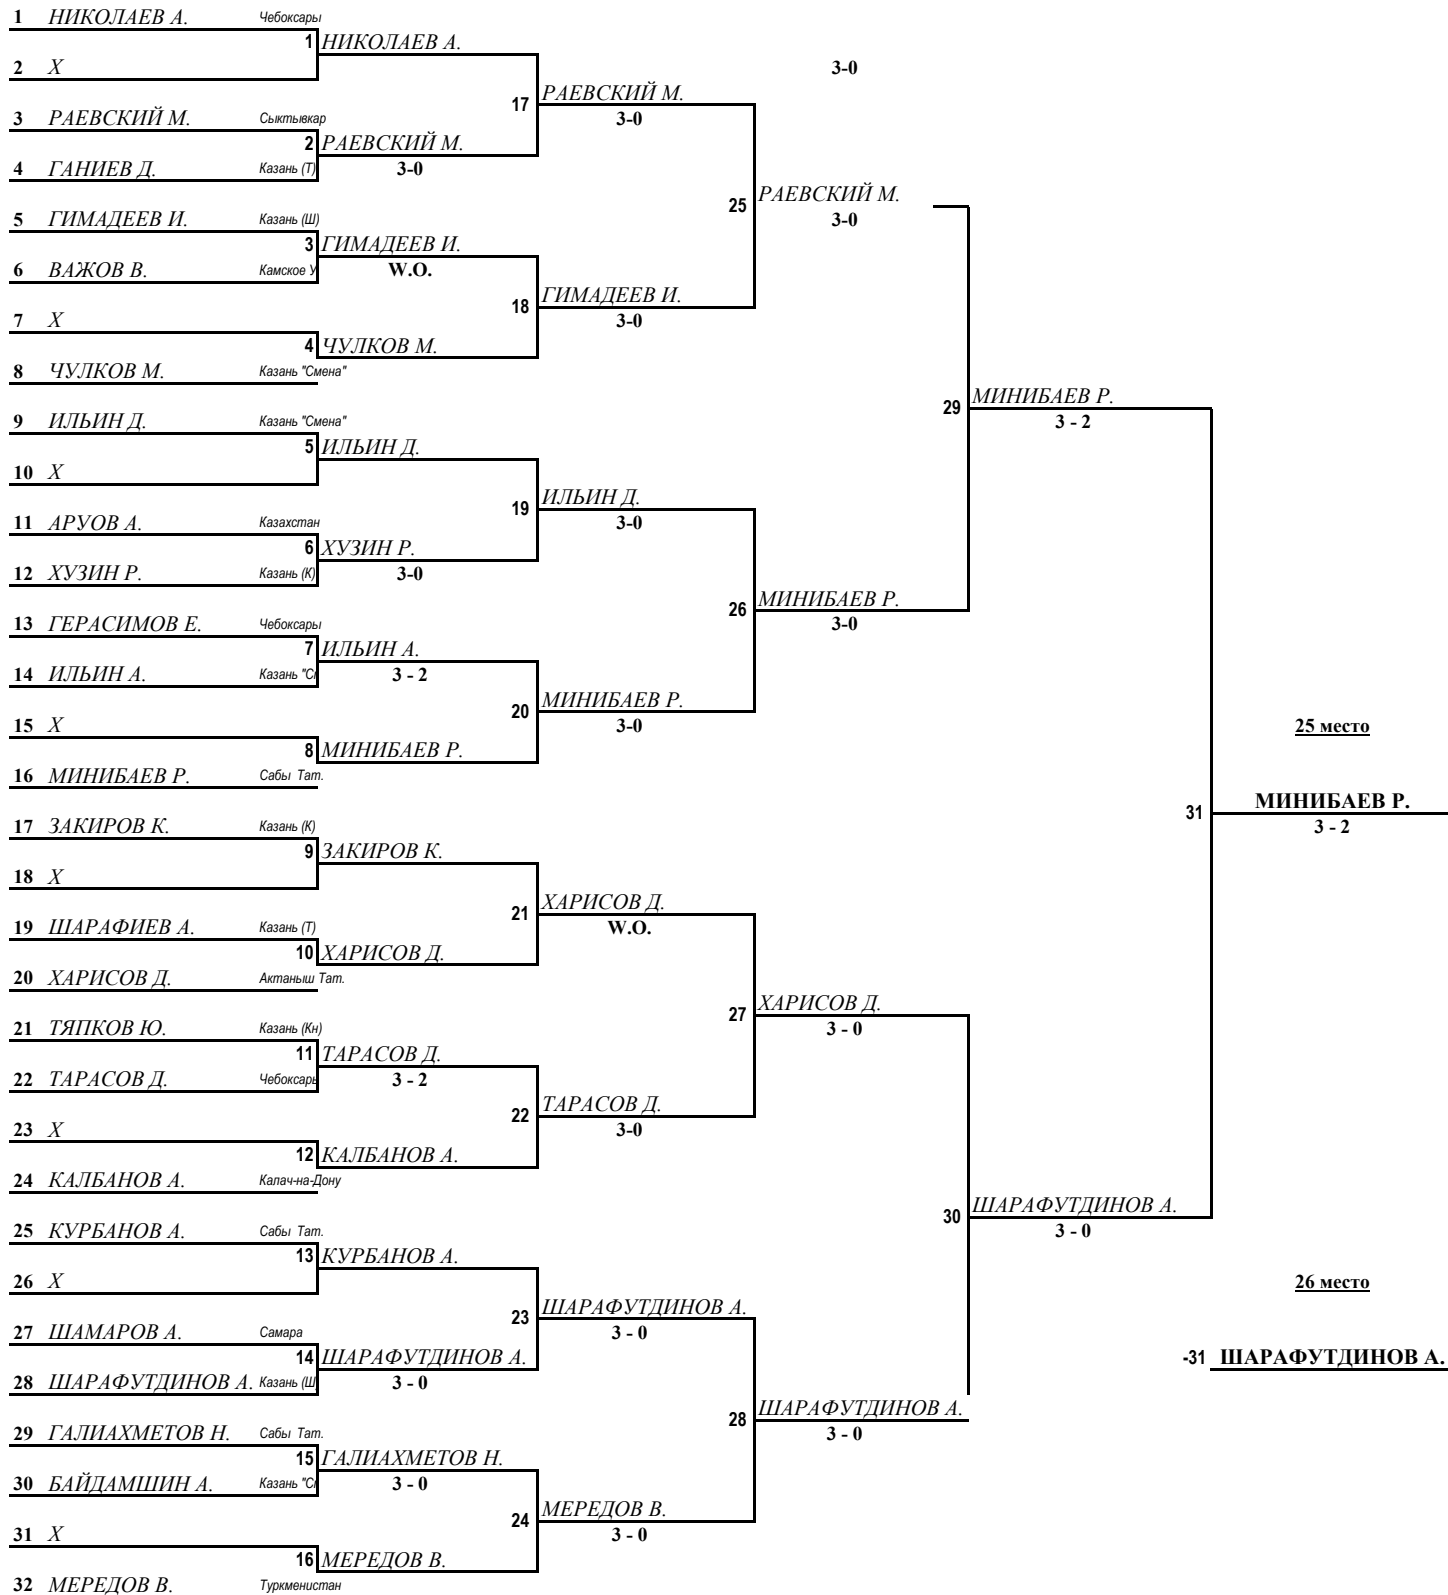 1 НИКОЛАЕВ А. Чебоксары
1 НИКОЛАЕВ А.
2 Х 3-0
17 РАЕВСКИЙ М.
3 РАЕВСКИЙ М. Сыктывкар 3-0
2 РАЕВСКИЙ М.
4 ГАНИЕВ Д. Казань (Т) 3-0
25 РАЕВСКИЙ М.
5 ГИМАДЕЕВ И. Казань (Ш) 3-0
3 ГИМАДЕЕВ И.
6 ВАЖОВ В. Камское У W.O.
18 ГИМАДЕЕВ И.
7 Х 3-0
4 ЧУЛКОВ М.
8 ЧУЛКОВ М. Казань "Смена"
29 МИНИБАЕВ Р.
9 ИЛЬИН Д. Казань "Смена" 3 - 2
5 ИЛЬИН Д.
10 Х
19 ИЛЬИН Д.
11 АРУОВ А. Казахстан 3-0
6 ХУЗИН Р.
12 ХУЗИН Р. Казань (К) 3-0
26 МИНИБАЕВ Р.
13 ГЕРАСИМОВ Е. Чебоксары 3-0
7 ИЛЬИН А.
14 ИЛЬИН А. Казань "С 3 - 2
20 МИНИБАЕВ Р.
15 Х 3-0 25 место
8 МИНИБАЕВ Р.
16 МИНИБАЕВ Р. Сабы Тат.
31 МИНИБАЕВ Р.
17 ЗАКИРОВ К. Казань (К) 3 - 2
9 ЗАКИРОВ К.
18 Х
21 ХАРИСОВ Д.
19 ШАРАФИЕВ А. Казань (Т) W.O.
10 ХАРИСОВ Д.
20 ХАРИСОВ Д. Актаныш Тат.
27 ХАРИСОВ Д.
21 ТЯПКОВ Ю. Казань (Кн) 3 - 0
11 ТАРАСОВ Д.
22 ТАРАСОВ Д. Чебоксары 3 - 2
22 ТАРАСОВ Д.
23 Х 3-0
12 КАЛБАНОВ А.
24 КАЛБАНОВ А. Калач-на-Дону
30 ШАРАФУТДИНОВ А.
25 КУРБАНОВ А. Сабы Тат. 3 - 0
13 КУРБАНОВ А.
26 Х 26 место
23 ШАРАФУТДИНОВ А.
27 ШАМАРОВ А. Самара 3 - 0
14 ШАРАФУТДИНОВ А. -31 ШАРАФУТДИНОВ А.
28 ШАРАФУТДИНОВ А. Казань (Ш 3 - 0
28 ШАРАФУТДИНОВ А.
29 ГАЛИАХМЕТОВ Н. Сабы Тат. 3 - 0
15 ГАЛИАХМЕТОВ Н.
30 БАЙДАМШИН А. Казань "С 3 - 0
24 МЕРЕДОВ В.
31 Х 3 - 0
16 МЕРЕДОВ В.
32 МЕРЕДОВ В. Туркменистан